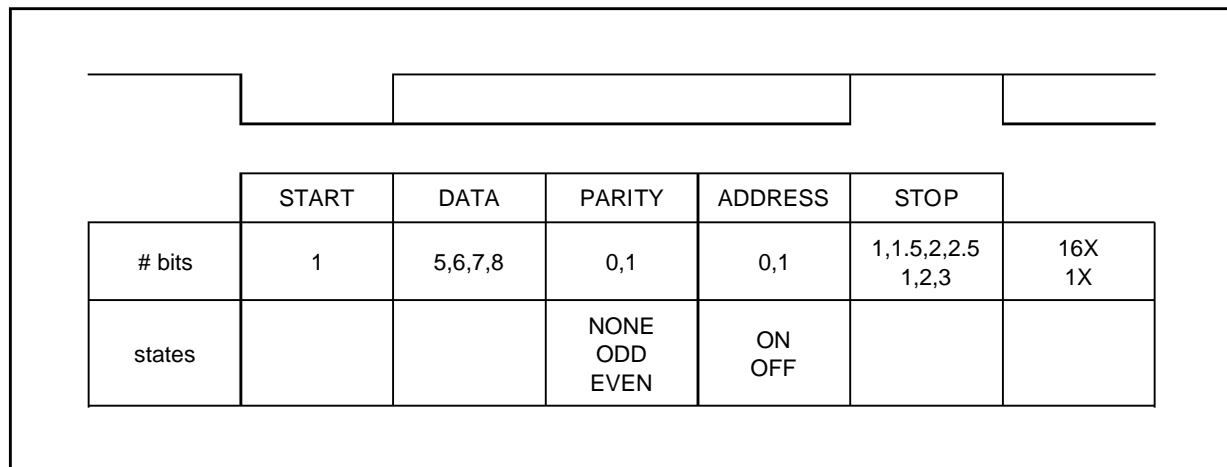 START DATA PARITY ADDRESS STOP
# bits 1 5,6,7,8 0,1 0,1 1,1.5,2,2.5 16X
1,2,3 1X
states NONE ON
ODD OFF
EVEN